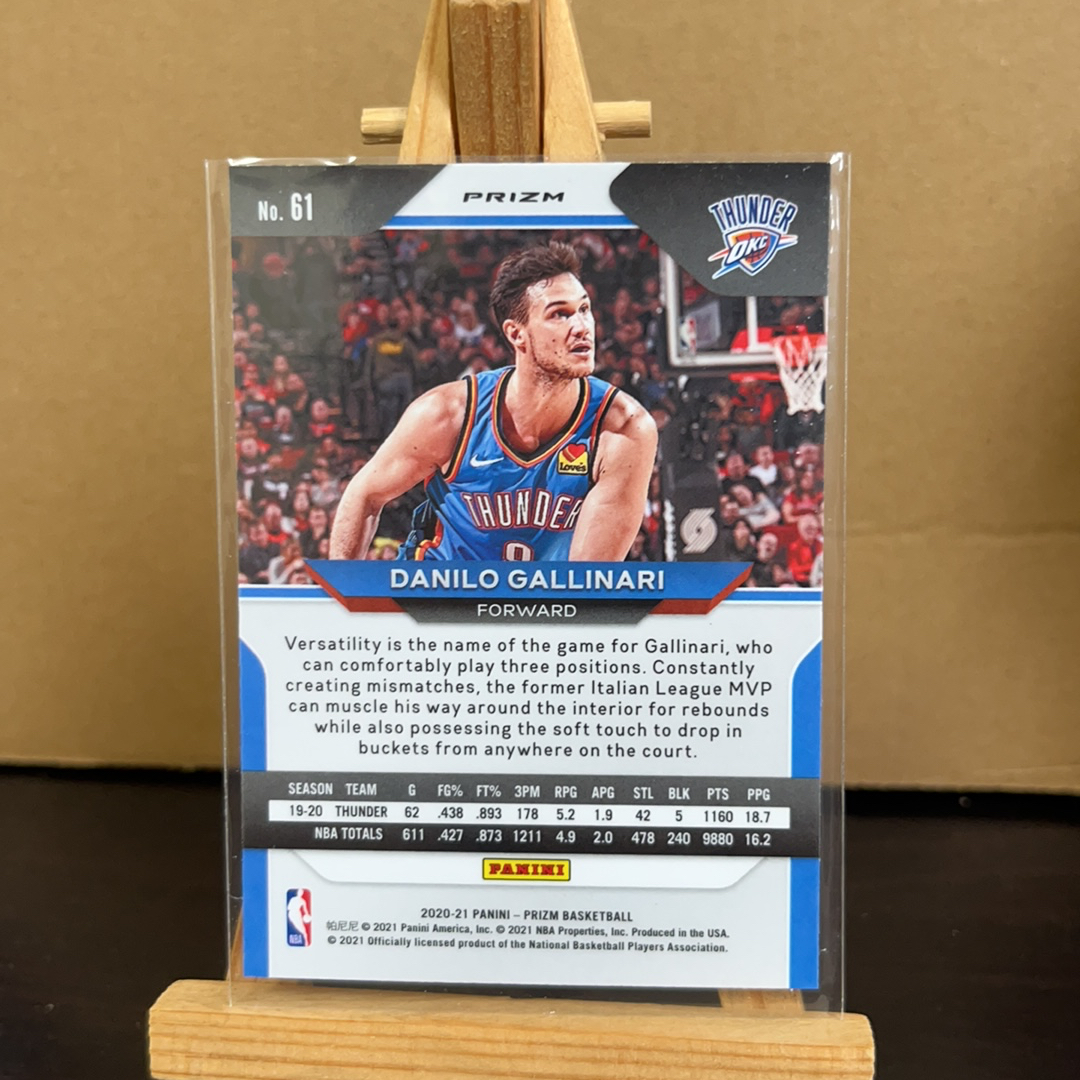 No. 61
PRIZM
THUNDER
OKC
Love's
THUNDER
9
DANILO GALLINARI
FORWARD
Versatility is the name of the game for Gallinari, who
can comfortably play three positions. Constantly
creating mismatches, the former Italian League MVP
can muscle his way around the interior for rebounds
while also possessing the soft touch to drop in
buckets from anywhere on the court.
SEASON TEAM G FG% FT% 3PM RPG APG STL BLK PTS PPG
19-20 THUNDER 62 .438 .893 178 5.2 1.9 42 5 1160 18.7
NBA TOTALS 611 .427 .873 1211 4.9 2.0 478 240 9880 16.2
PANINI
NBA
2020-21 PANINI – PRIZM BASKETBALL
帕尼尼 © 2021 Panini America, Inc. © 2021 NBA Properties, Inc. Produced in the USA.
© 2021 Officially licensed product of the National Basketball Players Association.